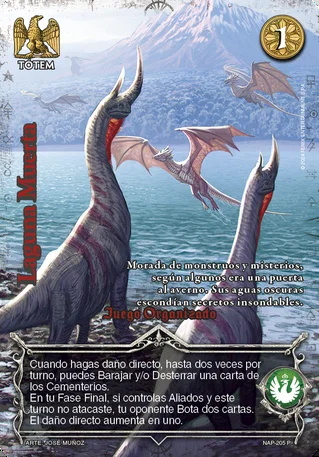 TÓTEM
1
Laguna Muerta
Morada de monstruos y misterios,
según algunos era una puerta
al averno. Sus aguas oscuras
escondían secretos insondables.
Juego Organizado
Cuando hagas daño directo, hasta dos veces por
turno, puedes Barajar y/o Desterrar una carta de
los Cementerios.
En tu Fase Final, si controlas Aliados y este
turno no atacaste, tu oponente Bota dos cartas.
El daño directo aumenta en uno.
ARTE: JOSÉ MUÑOZ
NAP-205 P